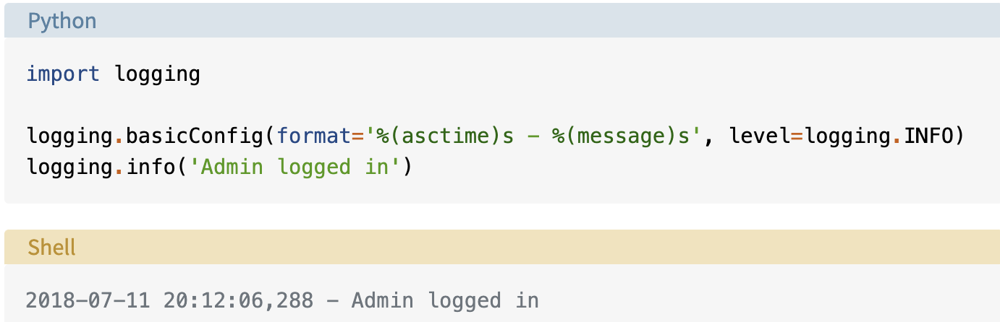 Python
import logging
logging.basicConfig(format='%(asctime)s - %(message)s', level=logging.INFO)
logging.info('Admin logged in')
Shell
2018-07-11 20:12:06,288 - Admin logged in